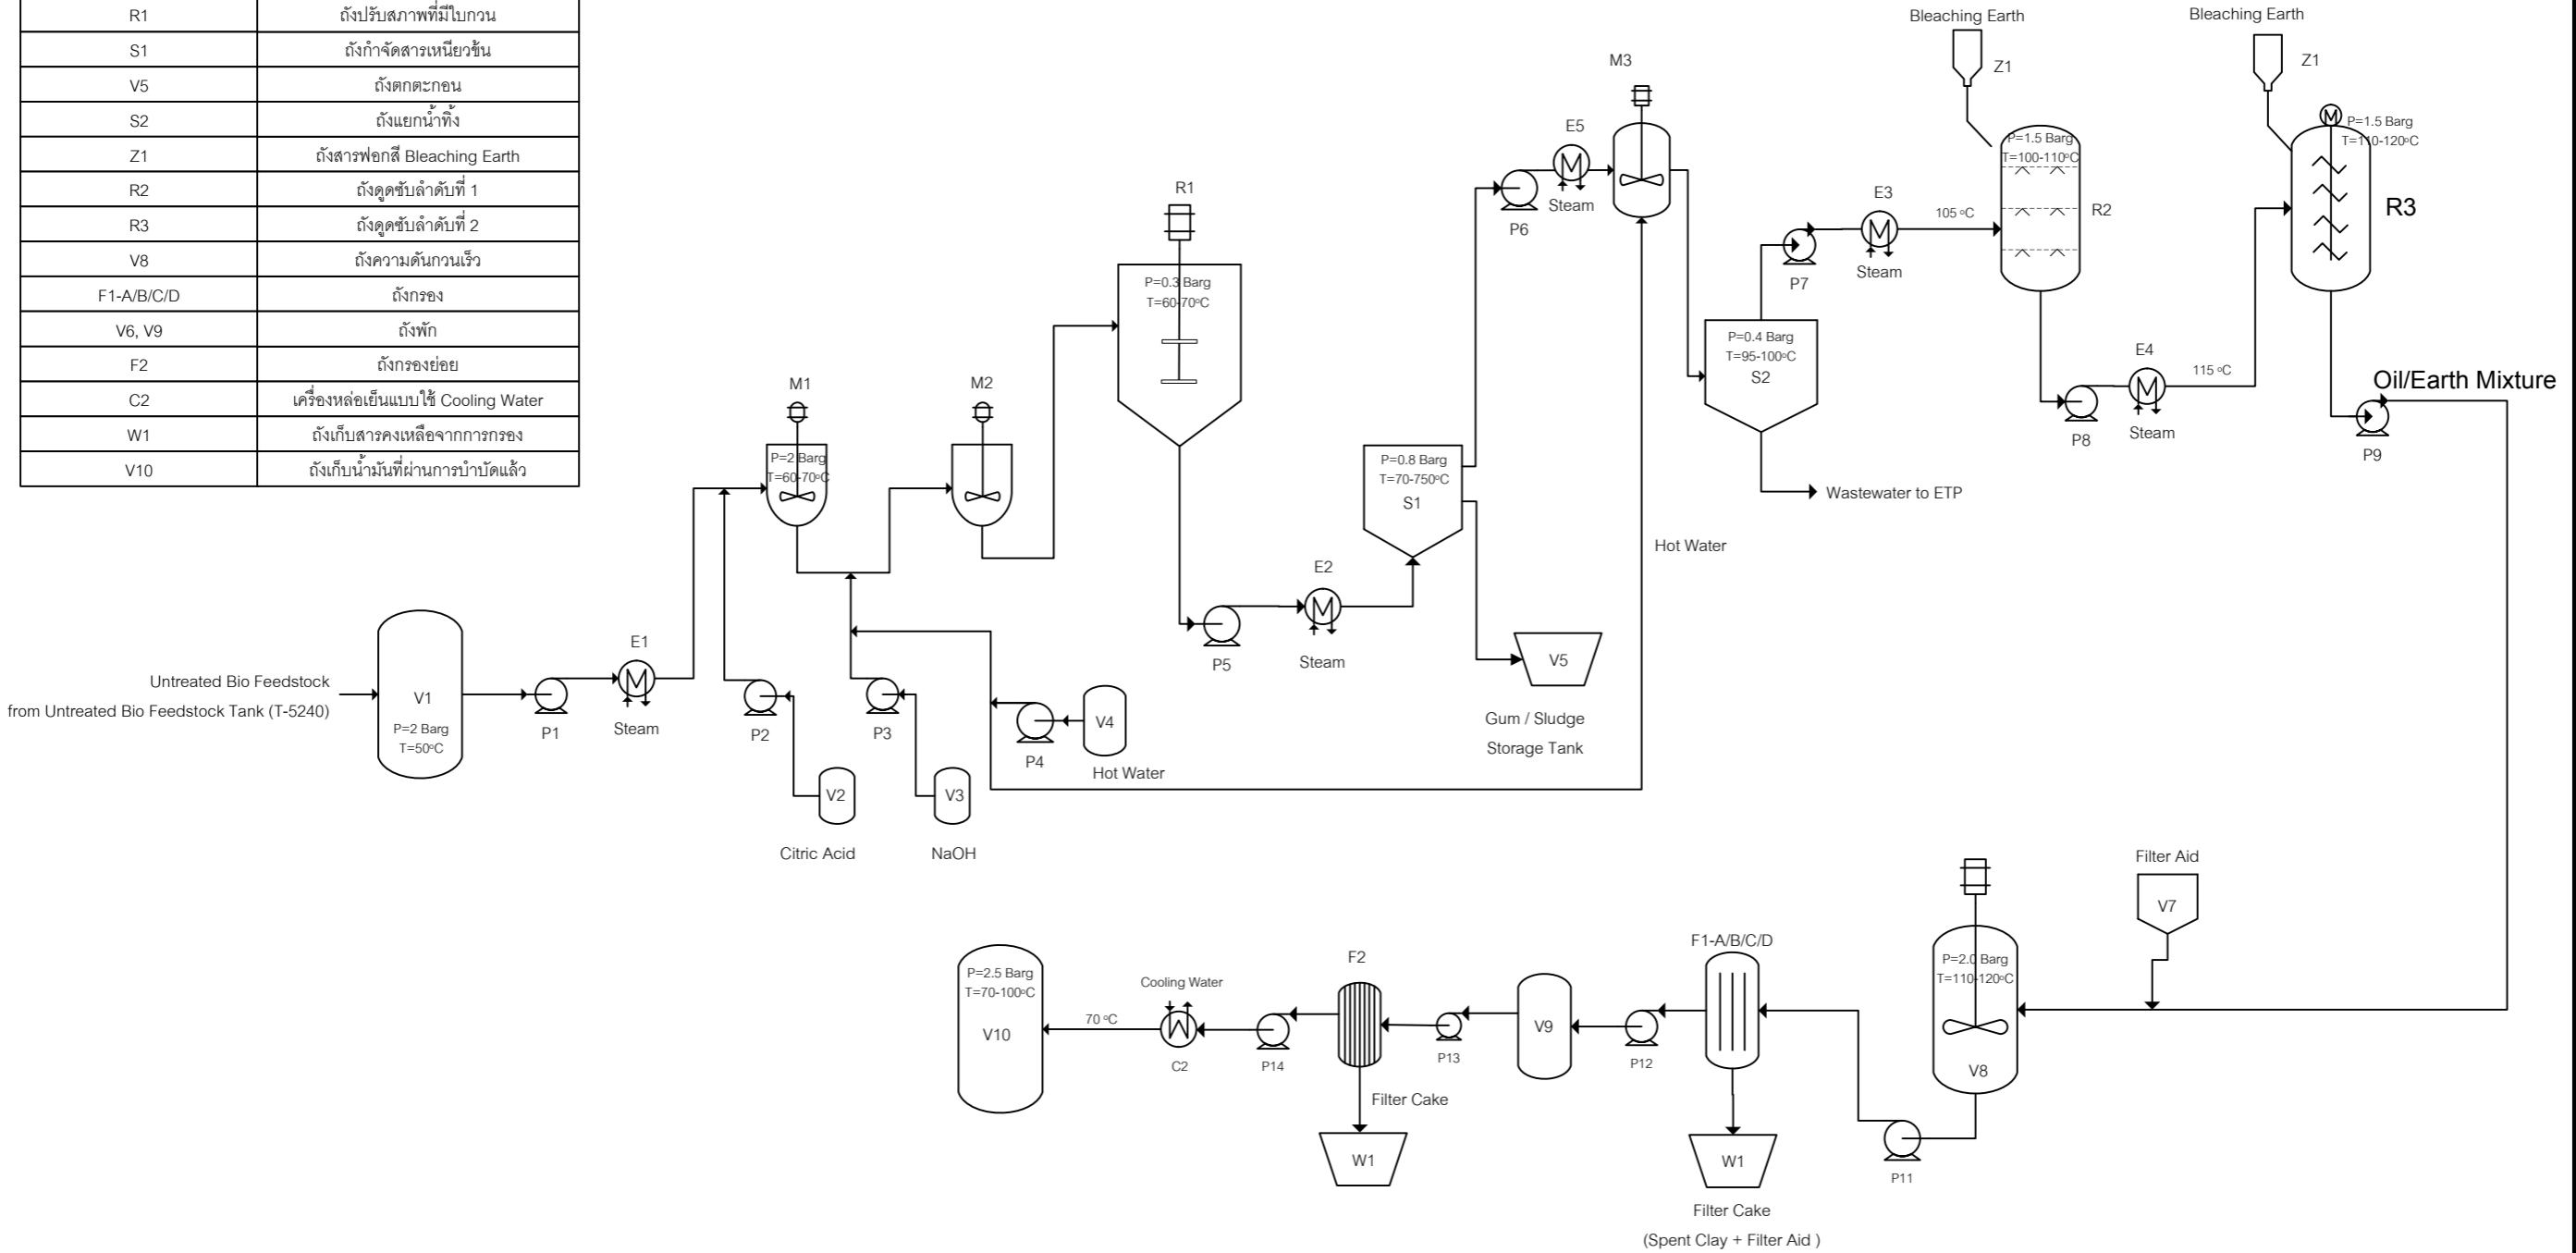 R1 ถังปรับสภาพที่มีใบกวน
S1 ถังกำจัดสารเหนียวข้น
V5 ถังตกตะกอน
S2 ถังแยกน้ำทิ้ง
Z1 ถังสารฟอกสี Bleaching Earth
R2 ถังดูดซับลำดับที่ 1
R3 ถังดูดซับลำดับที่ 2
V8 ถังความดันกวนเร็ว
F1-A/B/C/D ถังกรอง
V6, V9 ถังพัก
F2 ถังกรองย่อย
C2 เครื่องหล่อเย็นแบบใช้ Cooling Water
W1 ถังเก็บสารคงเหลือจากการกรอง
V10 ถังเก็บน้ำมันที่ผ่านการบำบัดแล้ว
Untreated Bio Feedstock
from Untreated Bio Feedstock Tank (T-5240)
V1
P=2 Barg
T=50°C
P1
E1
Steam
P2
V2
Citric Acid
M1
P=2 Barg
T=60-70°C
P3
V3
NaOH
M2
P4
V4
Hot Water
R1
P=0.3 Barg
T=60-70°C
P5
E2
Steam
P=0.8 Barg
T=70-750°C
S1
V5
Gum / Sludge
Storage Tank
P6
E5
Steam
M3
Hot Water
P=0.4 Barg
T=95-100°C
S2
Wastewater to ETP
P7
E3
Steam
105 °C
Bleaching Earth
Z1
P=1.5 Barg
T=100-110°C
R2
P8
E4
Steam
115 °C
Bleaching Earth
Z1
M
P=1.5 Barg
T=110-120°C
R3
Oil/Earth Mixture
P9
Filter Aid
V7
P=2.0 Barg
T=110-120°C
V8
P11
F1-A/B/C/D
W1
Filter Cake
(Spent Clay + Filter Aid )
P12
V9
P13
F2
Filter Cake
W1
P14
Cooling Water
C2
70 °C
P=2.5 Barg
T=70-100°C
V10